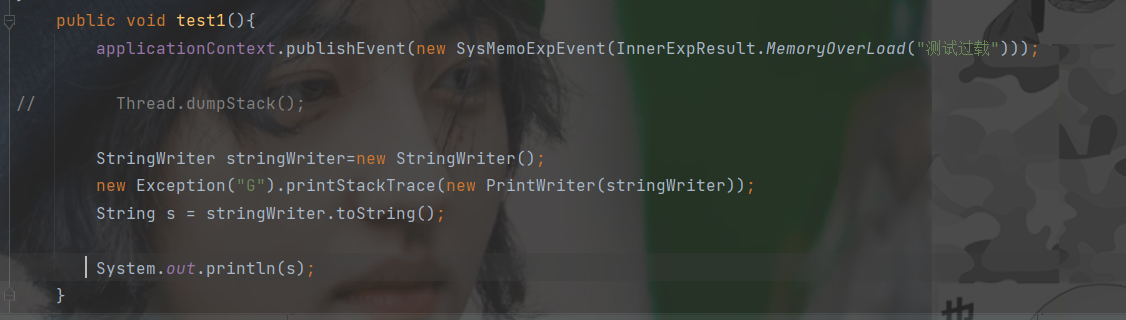 public void test1(){
applicationContext.publishEvent(new SysMemoExpEvent(InnerExpResult.MemoryOverLoad("测试过载")));
// Thread.dumpStack();
StringWriter stringWriter=new StringWriter();
new Exception("G").printStackTrace(new PrintWriter(stringWriter));
String s = stringWriter.toString();
System.out.println(s);
}